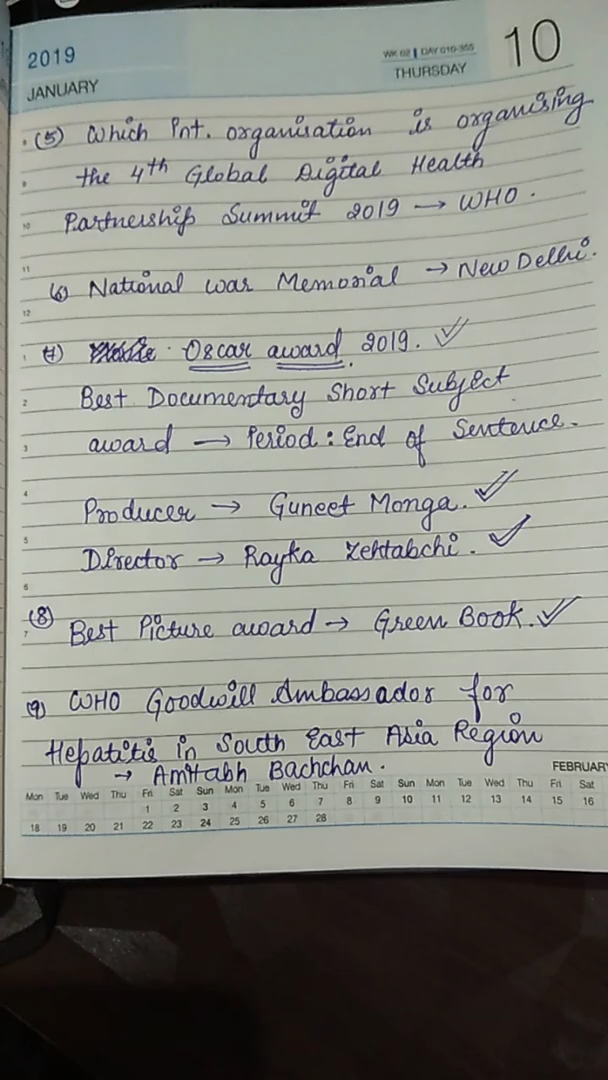 2019
JANUARY
WK 02 | DAY 010-355
THURSDAY
10
(5) Which Int. organisation is organising
the 4th Global Digital Health
Partnership Summit 2019 → WHO.
(6) National war Memorial → New Delhi.
(7) Oscar award 2019. ✓
Best Documentary Short Subject
award → Period : End of Sentence.
Producer → Guneet Monga. ✓
Director → Rayka Zehtabchi. ✓
(8)
Best Picture award → Green Book. ✓
(9) WHO Goodwill Ambassador for
Hepatitis in South East Asia Region
→ Amitabh Bachchan.
FEBRUARY
Mon Tue Wed Thu Fri Sat Sun Mon Tue Wed Thu Fri Sat Sun Mon Tue Wed Thu Fri Sat
1 2 3 4 5 6 7 8 9 10 11 12 13 14 15 16
18 19 20 21 22 23 24 25 26 27 28